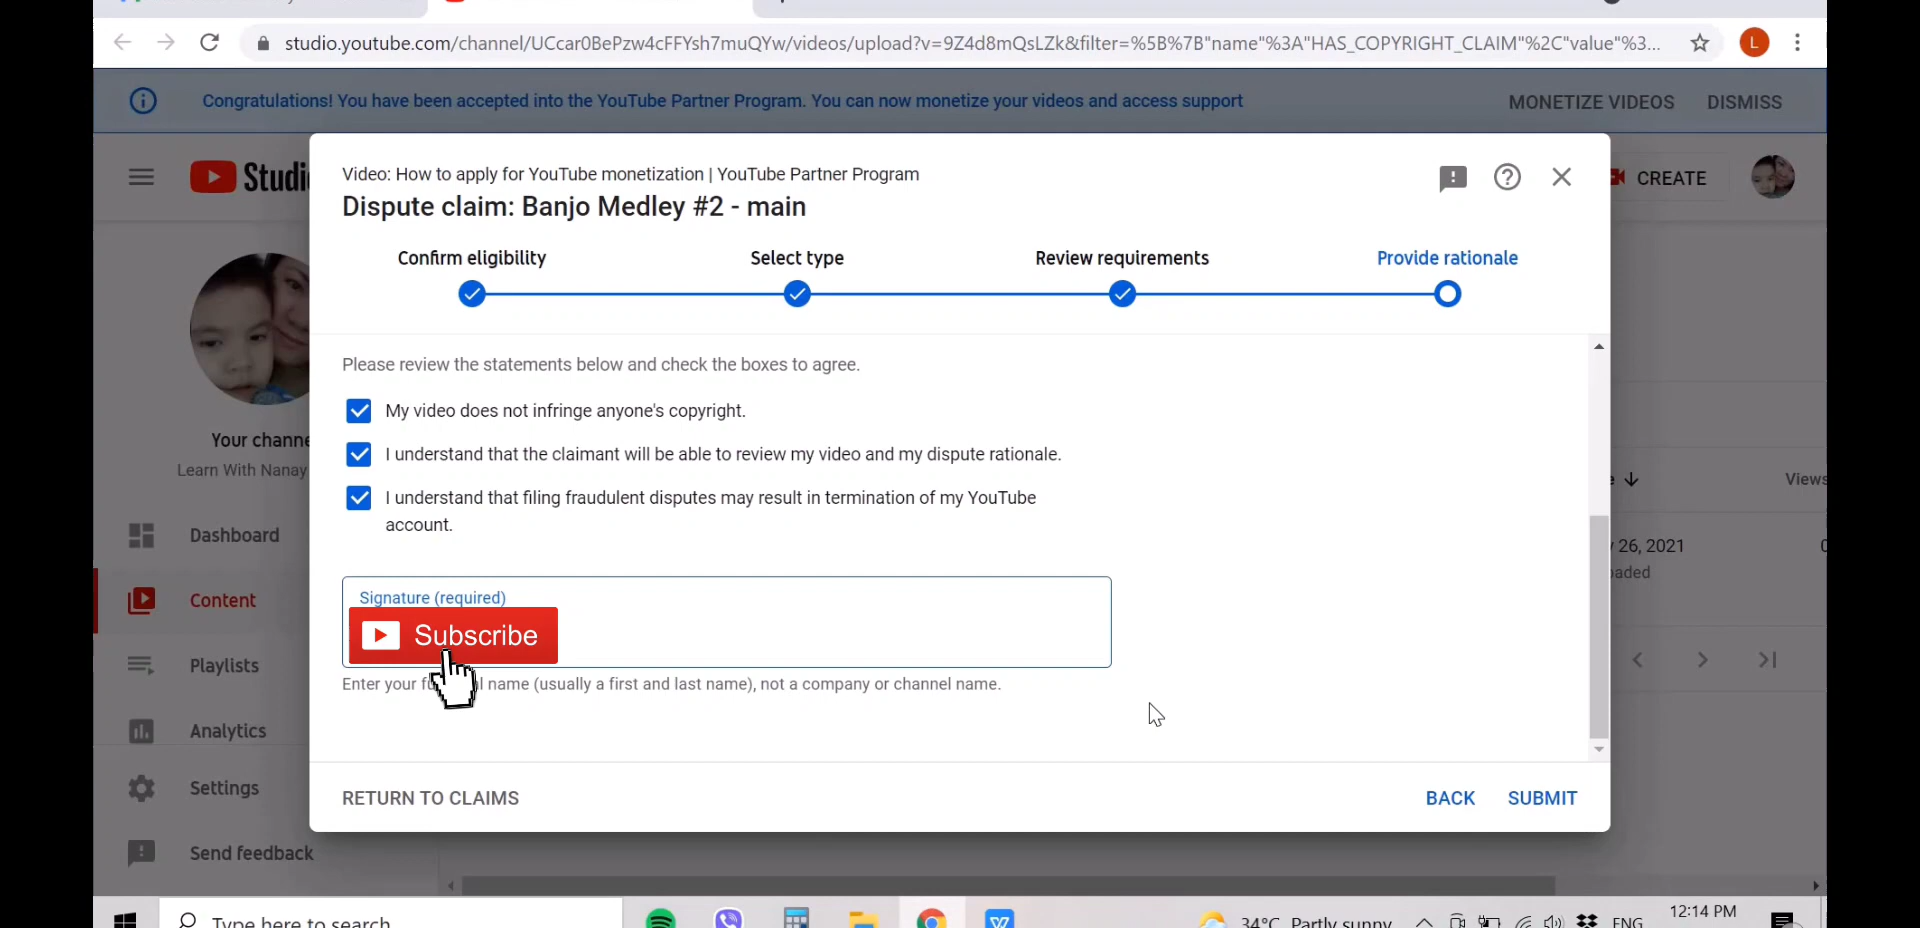 studio.youtube.com/channel/UCcar0BePzw4cFFYsh7muQYw/videos/upload?v=9Z4d8mQsLZk&filter=%5B%7B"name"%3A"HAS_COPYRIGHT_CLAIM"%2C"value"%3...
L
Congratulations! You have been accepted into the YouTube Partner Program. You can now monetize your videos and access support
MONETIZE VIDEOS
DISMISS
Studi
CREATE
Video: How to apply for YouTube monetization | YouTube Partner Program
Dispute claim: Banjo Medley #2 - main
Confirm eligibility
Select type
Review requirements
Provide rationale
Please review the statements below and check the boxes to agree.
My video does not infringe anyone's copyright.
I understand that the claimant will be able to review my video and my dispute rationale.
I understand that filing fraudulent disputes may result in termination of my YouTube
account.
Signature (required)
Subscribe
Enter your name (usually a first and last name), not a company or channel name.
RETURN TO CLAIMS
BACK
SUBMIT
Your channe
Learn With Nanay
Dashboard
Content
Playlists
Analytics
Settings
Send feedback
Views
26, 2021
oaded
Type here to search
34°C Partly sunny
ENG
12:14 PM